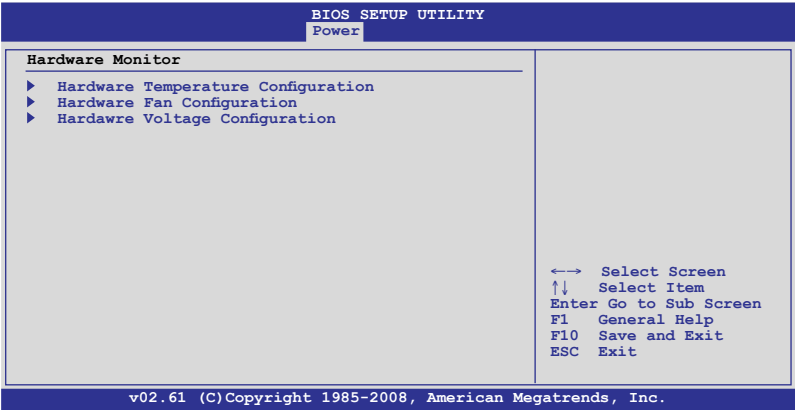 BIOS SETUP UTILITY
Power
Hardware Monitor
Hardware Temperature Configuration
Hardware Fan Configuration
Hardawre Voltage Configuration
←→ Select Screen
↑↓ Select Item
Enter Go to Sub Screen
F1 General Help
F10 Save and Exit
ESC Exit
v02.61 (C)Copyright 1985-2008, American Megatrends, Inc.